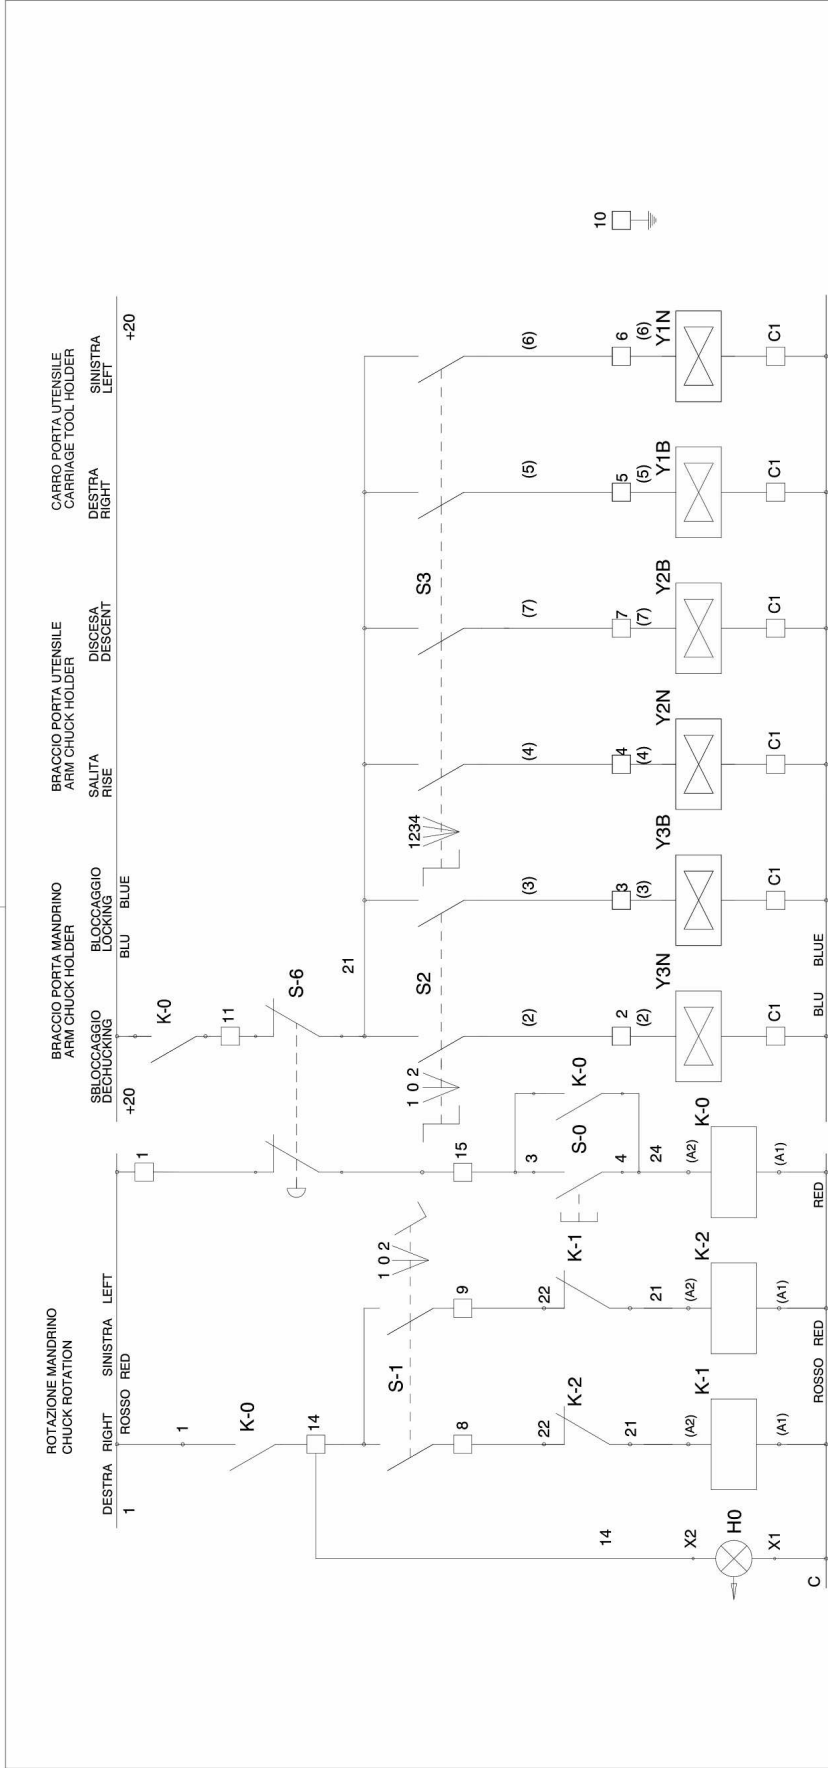 ROTAZIONE MANDRINO
CHUCK ROTATION
DESTRA RIGHT
SINISTRA LEFT
1
ROSSO RED
BRACCIO PORTA MANDRINO
ARM CHUCK HOLDER
SBLOCCAGGIO
DECHUCKING
BLOCCAGGIO
LOCKING
+20
BLU BLUE
BRACCIO PORTA UTENSILE
ARM CHUCK HOLDER
SALITA
RISE
DISCESA
DESCENT
CARRO PORTA UTENSILE
CARRIAGE TOOL HOLDER
DESTRA
RIGHT
SINISTRA
LEFT
+20
1
K-0
14
1
K-0
11
S-6
21
S-1
1 0 2
8
9
15
1 0 2
S2
1234
S3
22
K-2
21
22
K-1
21
3
S-0
K-0
4
24
(2)
(3)
(4)
(7)
(5)
(6)
2
3
4
7
5
6
10
(2)
(3)
(4)
(7)
(5)
(6)
14
X2
H0
X1
(A2)
K-1
(A1)
(A2)
K-2
(A1)
(A2)
K-0
(A1)
Y3N
Y3B
Y2N
Y2B
Y1B
Y1N
C1
C1
C1
C1
C1
C1
C
ROSSO RED
RED
BLU BLUE